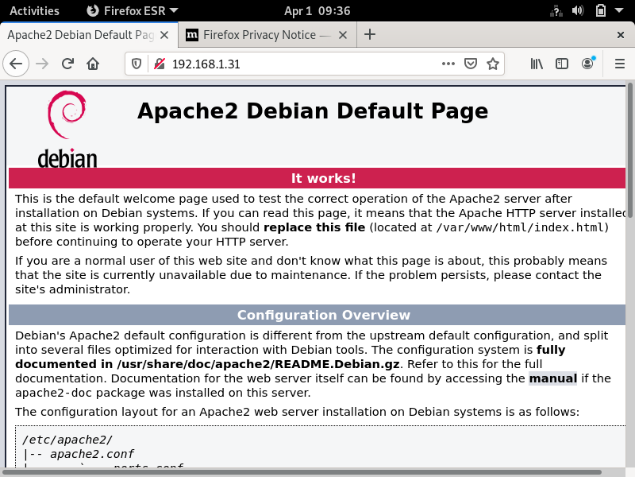 Activities Firefox ESR Apr 1 09:36
Apache2 Debian Default Pag Firefox Privacy Notice —
192.168.1.31
debian
Apache2 Debian Default Page
It works!
This is the default welcome page used to test the correct operation of the Apache2 server after
installation on Debian systems. If you can read this page, it means that the Apache HTTP server installed
at this site is working properly. You should replace this file (located at /var/www/html/index.html)
before continuing to operate your HTTP server.
If you are a normal user of this web site and don't know what this page is about, this probably means
that the site is currently unavailable due to maintenance. If the problem persists, please contact the
site's administrator.
Configuration Overview
Debian's Apache2 default configuration is different from the upstream default configuration, and split
into several files optimized for interaction with Debian tools. The configuration system is fully
documented in /usr/share/doc/apache2/README.Debian.gz. Refer to this for the full
documentation. Documentation for the web server itself can be found by accessing the manual if the
apache2-doc package was installed on this server.
The configuration layout for an Apache2 web server installation on Debian systems is as follows:
/etc/apache2/
|-- apache2.conf
| `-- ports.conf